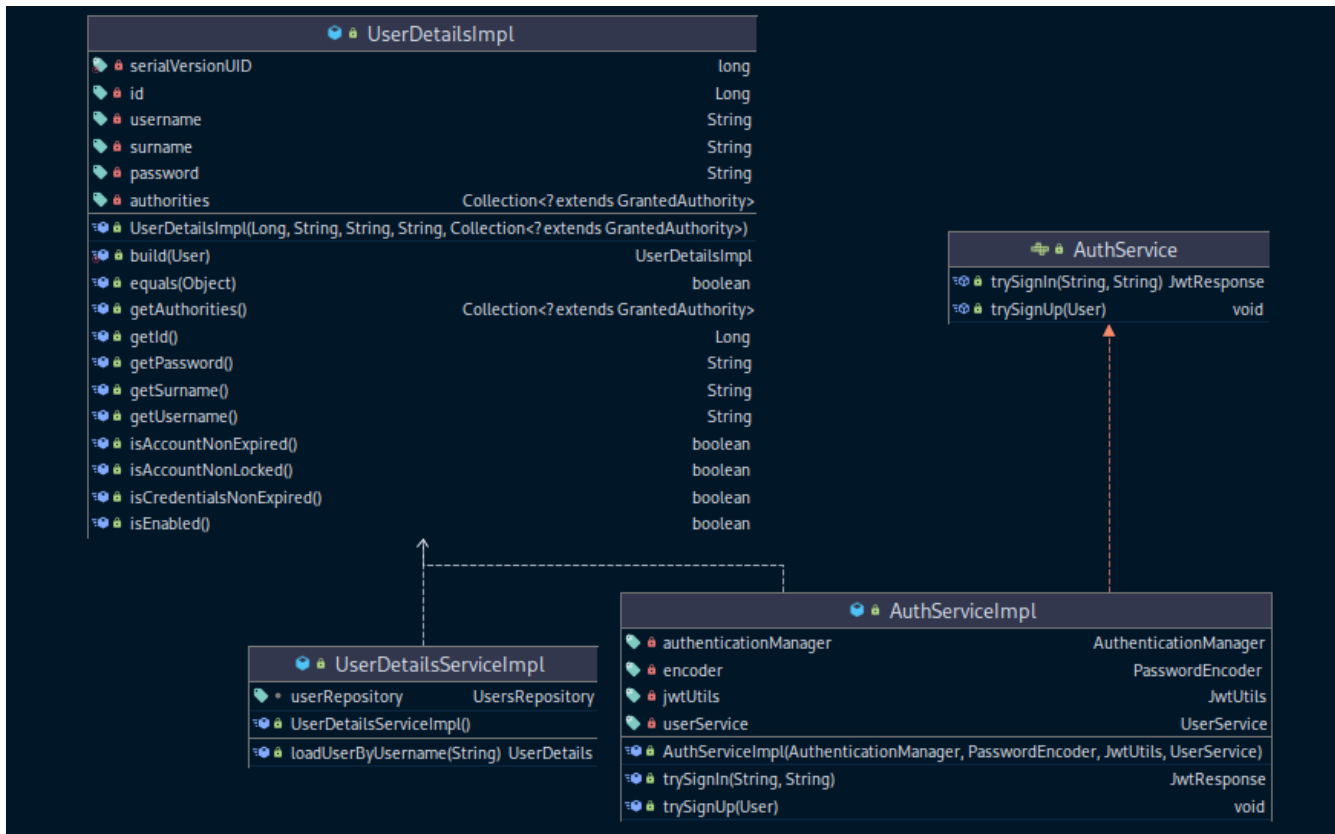 UserDetailsImpl
serialVersionUID long
id Long
username String
surname String
password String
authorities Collection<? extends GrantedAuthority>
UserDetailsImpl(Long, String, String, String, Collection<? extends GrantedAuthority>)
build(User) UserDetailsImpl
equals(Object) boolean
getAuthorities() Collection<? extends GrantedAuthority>
getId() Long
getPassword() String
getSurname() String
getUsername() String
isAccountNonExpired() boolean
isAccountNonLocked() boolean
isCredentialsNonExpired() boolean
isEnabled() boolean
AuthService
trySignIn(String, String) JwtResponse
trySignUp(User) void
UserDetailsServiceImpl
userRepository UsersRepository
UserDetailsServiceImpl()
loadUserByUsername(String) UserDetails
AuthServiceImpl
authenticationManager AuthenticationManager
encoder PasswordEncoder
jwtUtils JwtUtils
userService UserService
AuthServiceImpl(AuthenticationManager, PasswordEncoder, JwtUtils, UserService)
trySignIn(String, String) JwtResponse
trySignUp(User) void